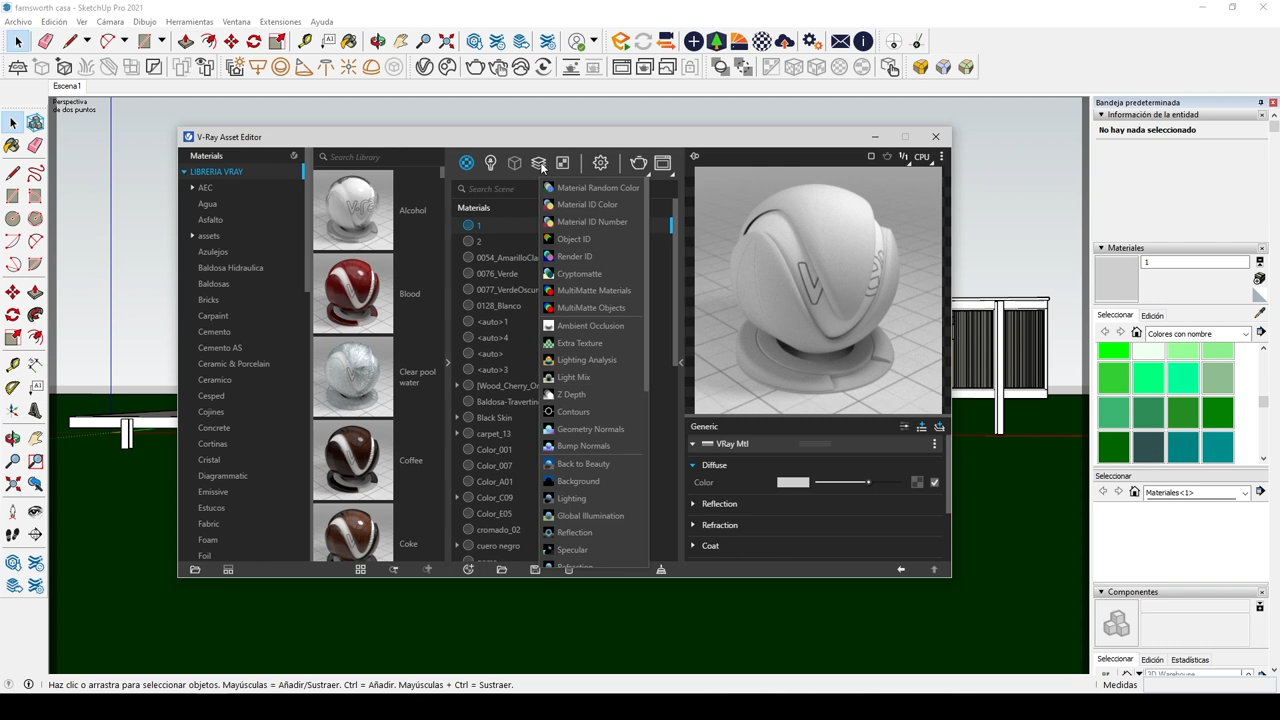 farnsworth casa - SketchUp Pro 2021
Archivo Edición Ver Cámara Dibujo Herramientas Ventana Extensiones Ayuda
Escena1
Perspectiva
de dos puntos
V-Ray Asset Editor
Materials
LIBRERIA VRAY
AEC
Agua
Asfalto
assets
Azulejos
Baldosa Hidraulica
Baldosas
Bricks
Carpaint
Cemento
Cemento AS
Ceramic & Porcelain
Ceramico
Cesped
Cojines
Concrete
Cortinas
Cristal
Diagrammatic
Emissive
Estucos
Fabric
Foam
Foil
Search Library
Alcohol
Blood
Clear pool
water
Coffee
Coke
Search Scene
Materials
1
2
0054_AmarilloCla
0076_Verde
0077_VerdeOscur
0128_Blanco
<auto>1
<auto>4
<auto>
<auto>3
[Wood_Cherry_Or
Baldosa-Travertin
Black Skin
carpet_13
Color_001
Color_007
Color_A01
Color_C09
Color_E05
cromado_02
cuero negro
Material Random Color
Material ID Color
Material ID Number
Object ID
Render ID
Cryptomatte
MultiMatte Materials
MultiMatte Objects
Ambient Occlusion
Extra Texture
Lighting Analysis
Light Mix
Z Depth
Contours
Geometry Normals
Bump Normals
Back to Beauty
Background
Lighting
Global Illumination
Reflection
Specular
Refraction
1/1 CPU
Generic
VRay Mtl
Diffuse
Color
Reflection
Refraction
Coat
Bandeja predeterminada
Información de la entidad
No hay nada seleccionado
Materiales
1
Seleccionar Edición
Colores con nombre
Seleccionar
Materiales<1>
Componentes
Seleccionar Edición Estadísticas
3D Warehouse
Haz clic o arrastra para seleccionar objetos. Mayúsculas = Añadir/Sustraer. Ctrl = Añadir. Mayúsculas + Ctrl = Sustraer.
Medidas